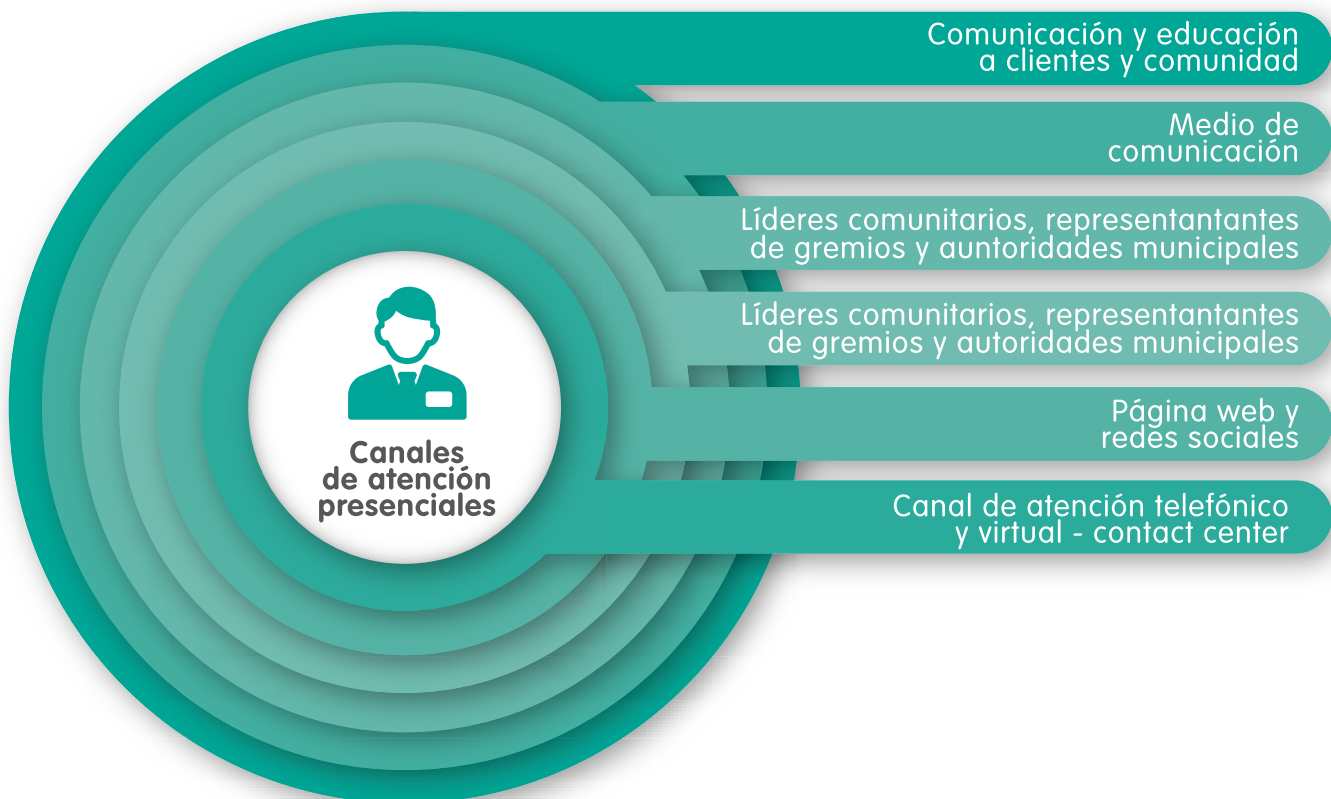 Comunicación y educación
a clientes y comunidad
Medio de
comunicación
Líderes comunitarios, representantantes
de gremios y auntoridades municipales
Líderes comunitarios, representantantes
de gremios y autoridades municipales
Página web y
redes sociales
Canal de atención telefónico
y virtual - contact center
Canales
de atención
presenciales